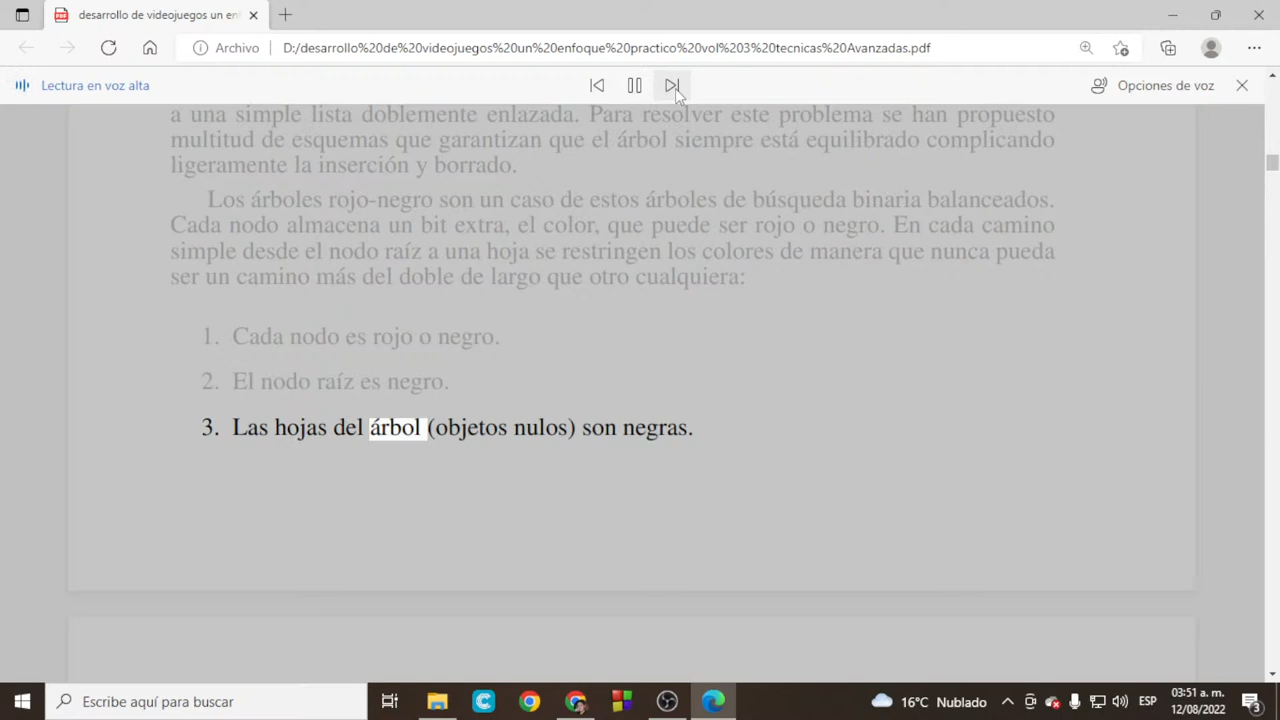 desarrollo de videojuegos un en
Archivo
D:/desarrollo%20de%20videojuegos%20un%20enfoque%20practico%20vol%203%20tecnicas%20Avanzadas.pdf
Lectura en voz alta
Opciones de voz
a una simple lista doblemente enlazada. Para resolver este problema se han propuesto
multitud de esquemas que garantizan que el árbol siempre está equilibrado complicando
ligeramente la inserción y borrado.
Los árboles rojo-negro son un caso de estos árboles de búsqueda binaria balanceados.
Cada nodo almacena un bit extra, el color, que puede ser rojo o negro. En cada camino
simple desde el nodo raíz a una hoja se restringen los colores de manera que nunca pueda
ser un camino más del doble de largo que otro cualquiera:
1. Cada nodo es rojo o negro.
2. El nodo raíz es negro.
3. Las hojas del árbol (objetos nulos) son negras.
Escribe aquí para buscar
16°C Nublado
ESP
03:51 a. m.
12/08/2022
3